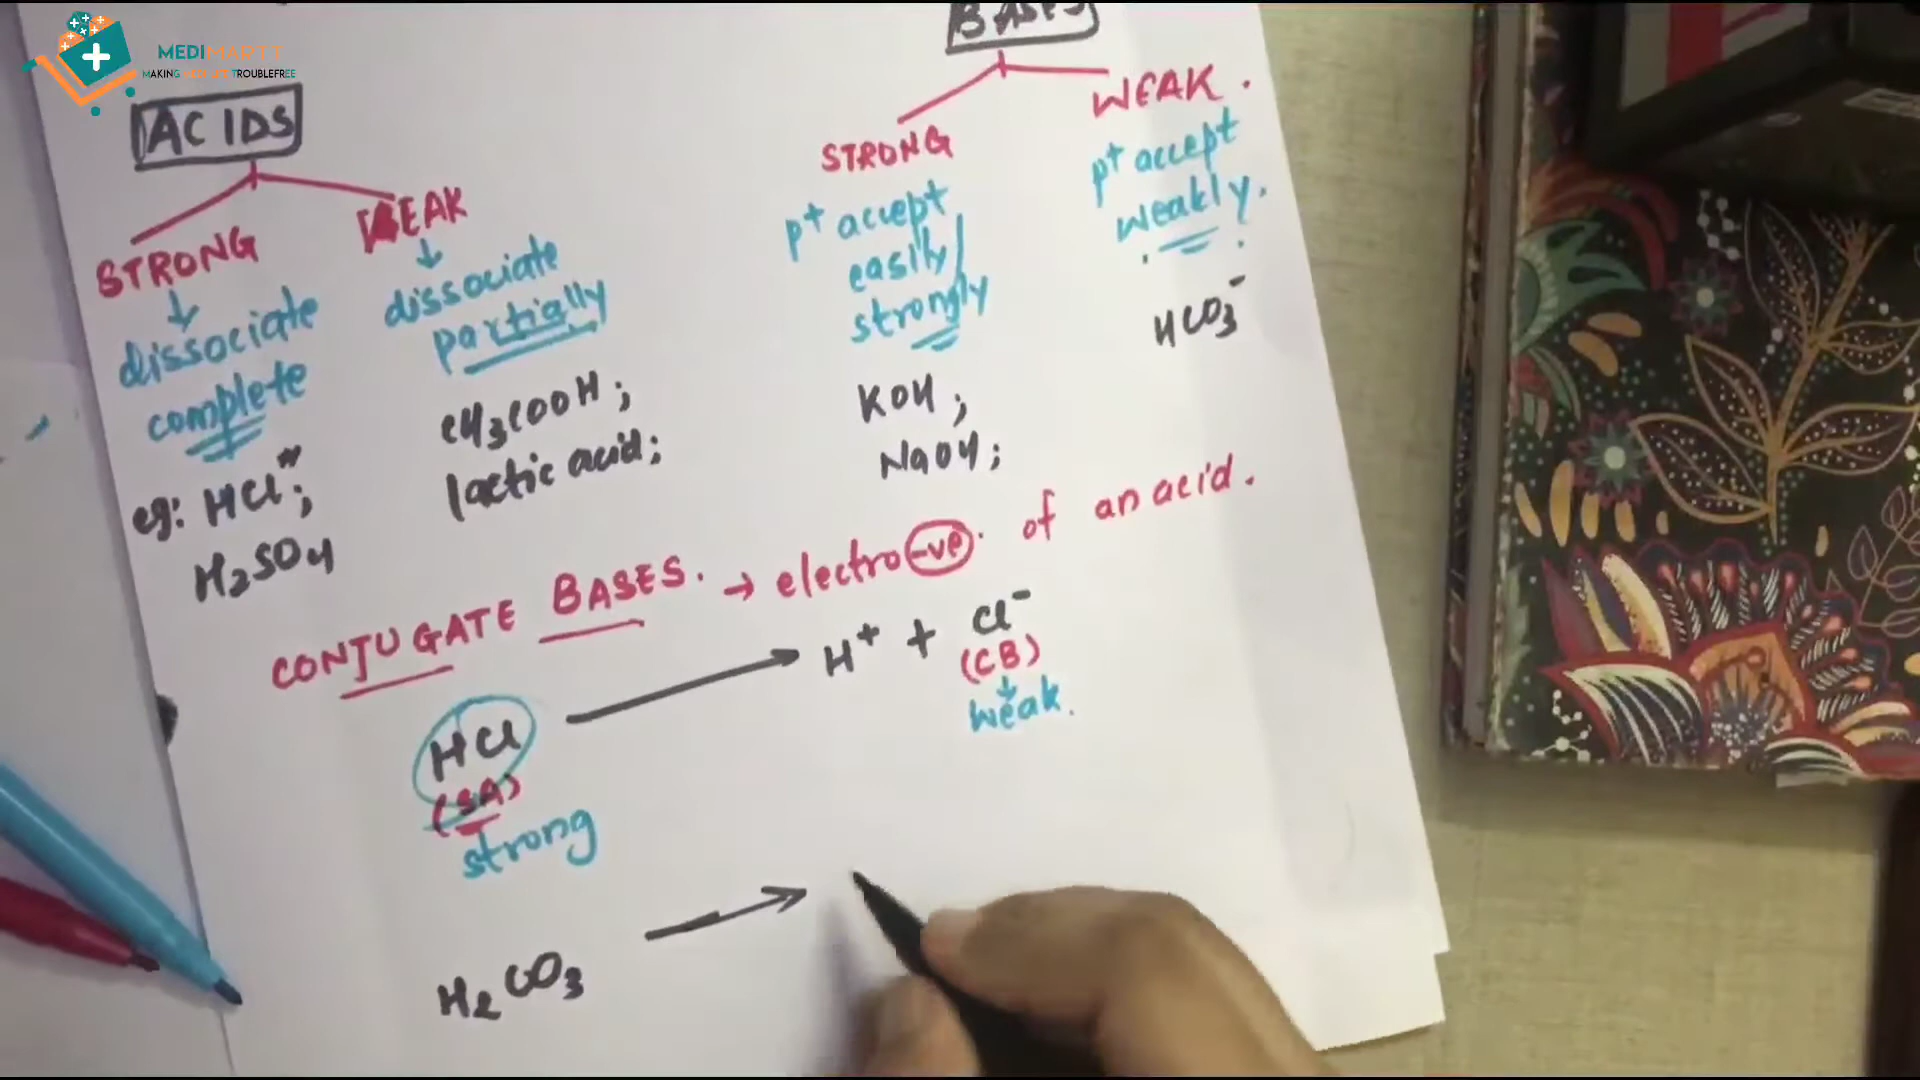 MEDIMARTT
MAKING TROUBLEFREE
BASES
ACIDS
STRONG
WEAK
dissociate
complete
eg: HCl;
H2SO4
dissociate
partially
CH3COOH;
lactic acid;
STRONG
WEAK.
p+ accept
easily/
strongly
KOH;
NaOH;
p+ accept
weakly.
HCO3-
CONJUGATE BASES. → electro -ve. of an acid.
HCl → H+ + Cl-
(SA) (CB)
strong weak.
H2CO3 →